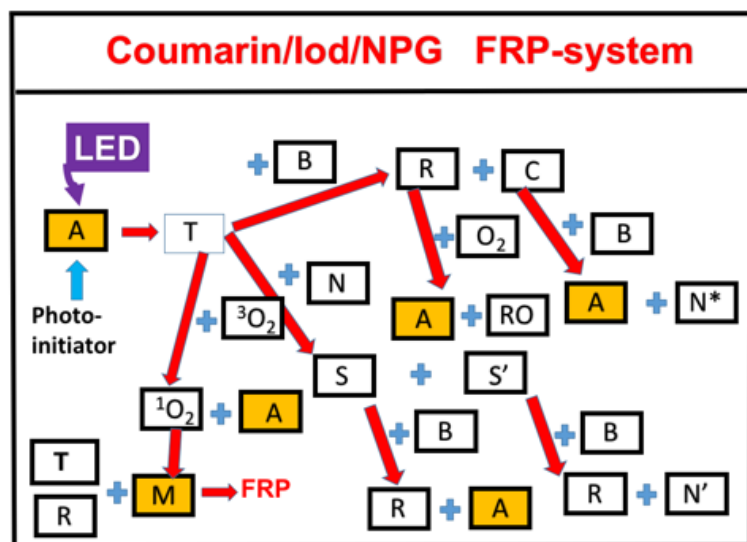 Coumarin/Iod/NPG FRP-system
LED
+ B
R + C
A
T
+ O₂
+ B
+ N
Photo-
initiator
+ ³O₂
A + RO
A + N*
S + S’
¹O₂ + A
+ B
+ B
T
R
+ M
FRP
R + A
R + N’